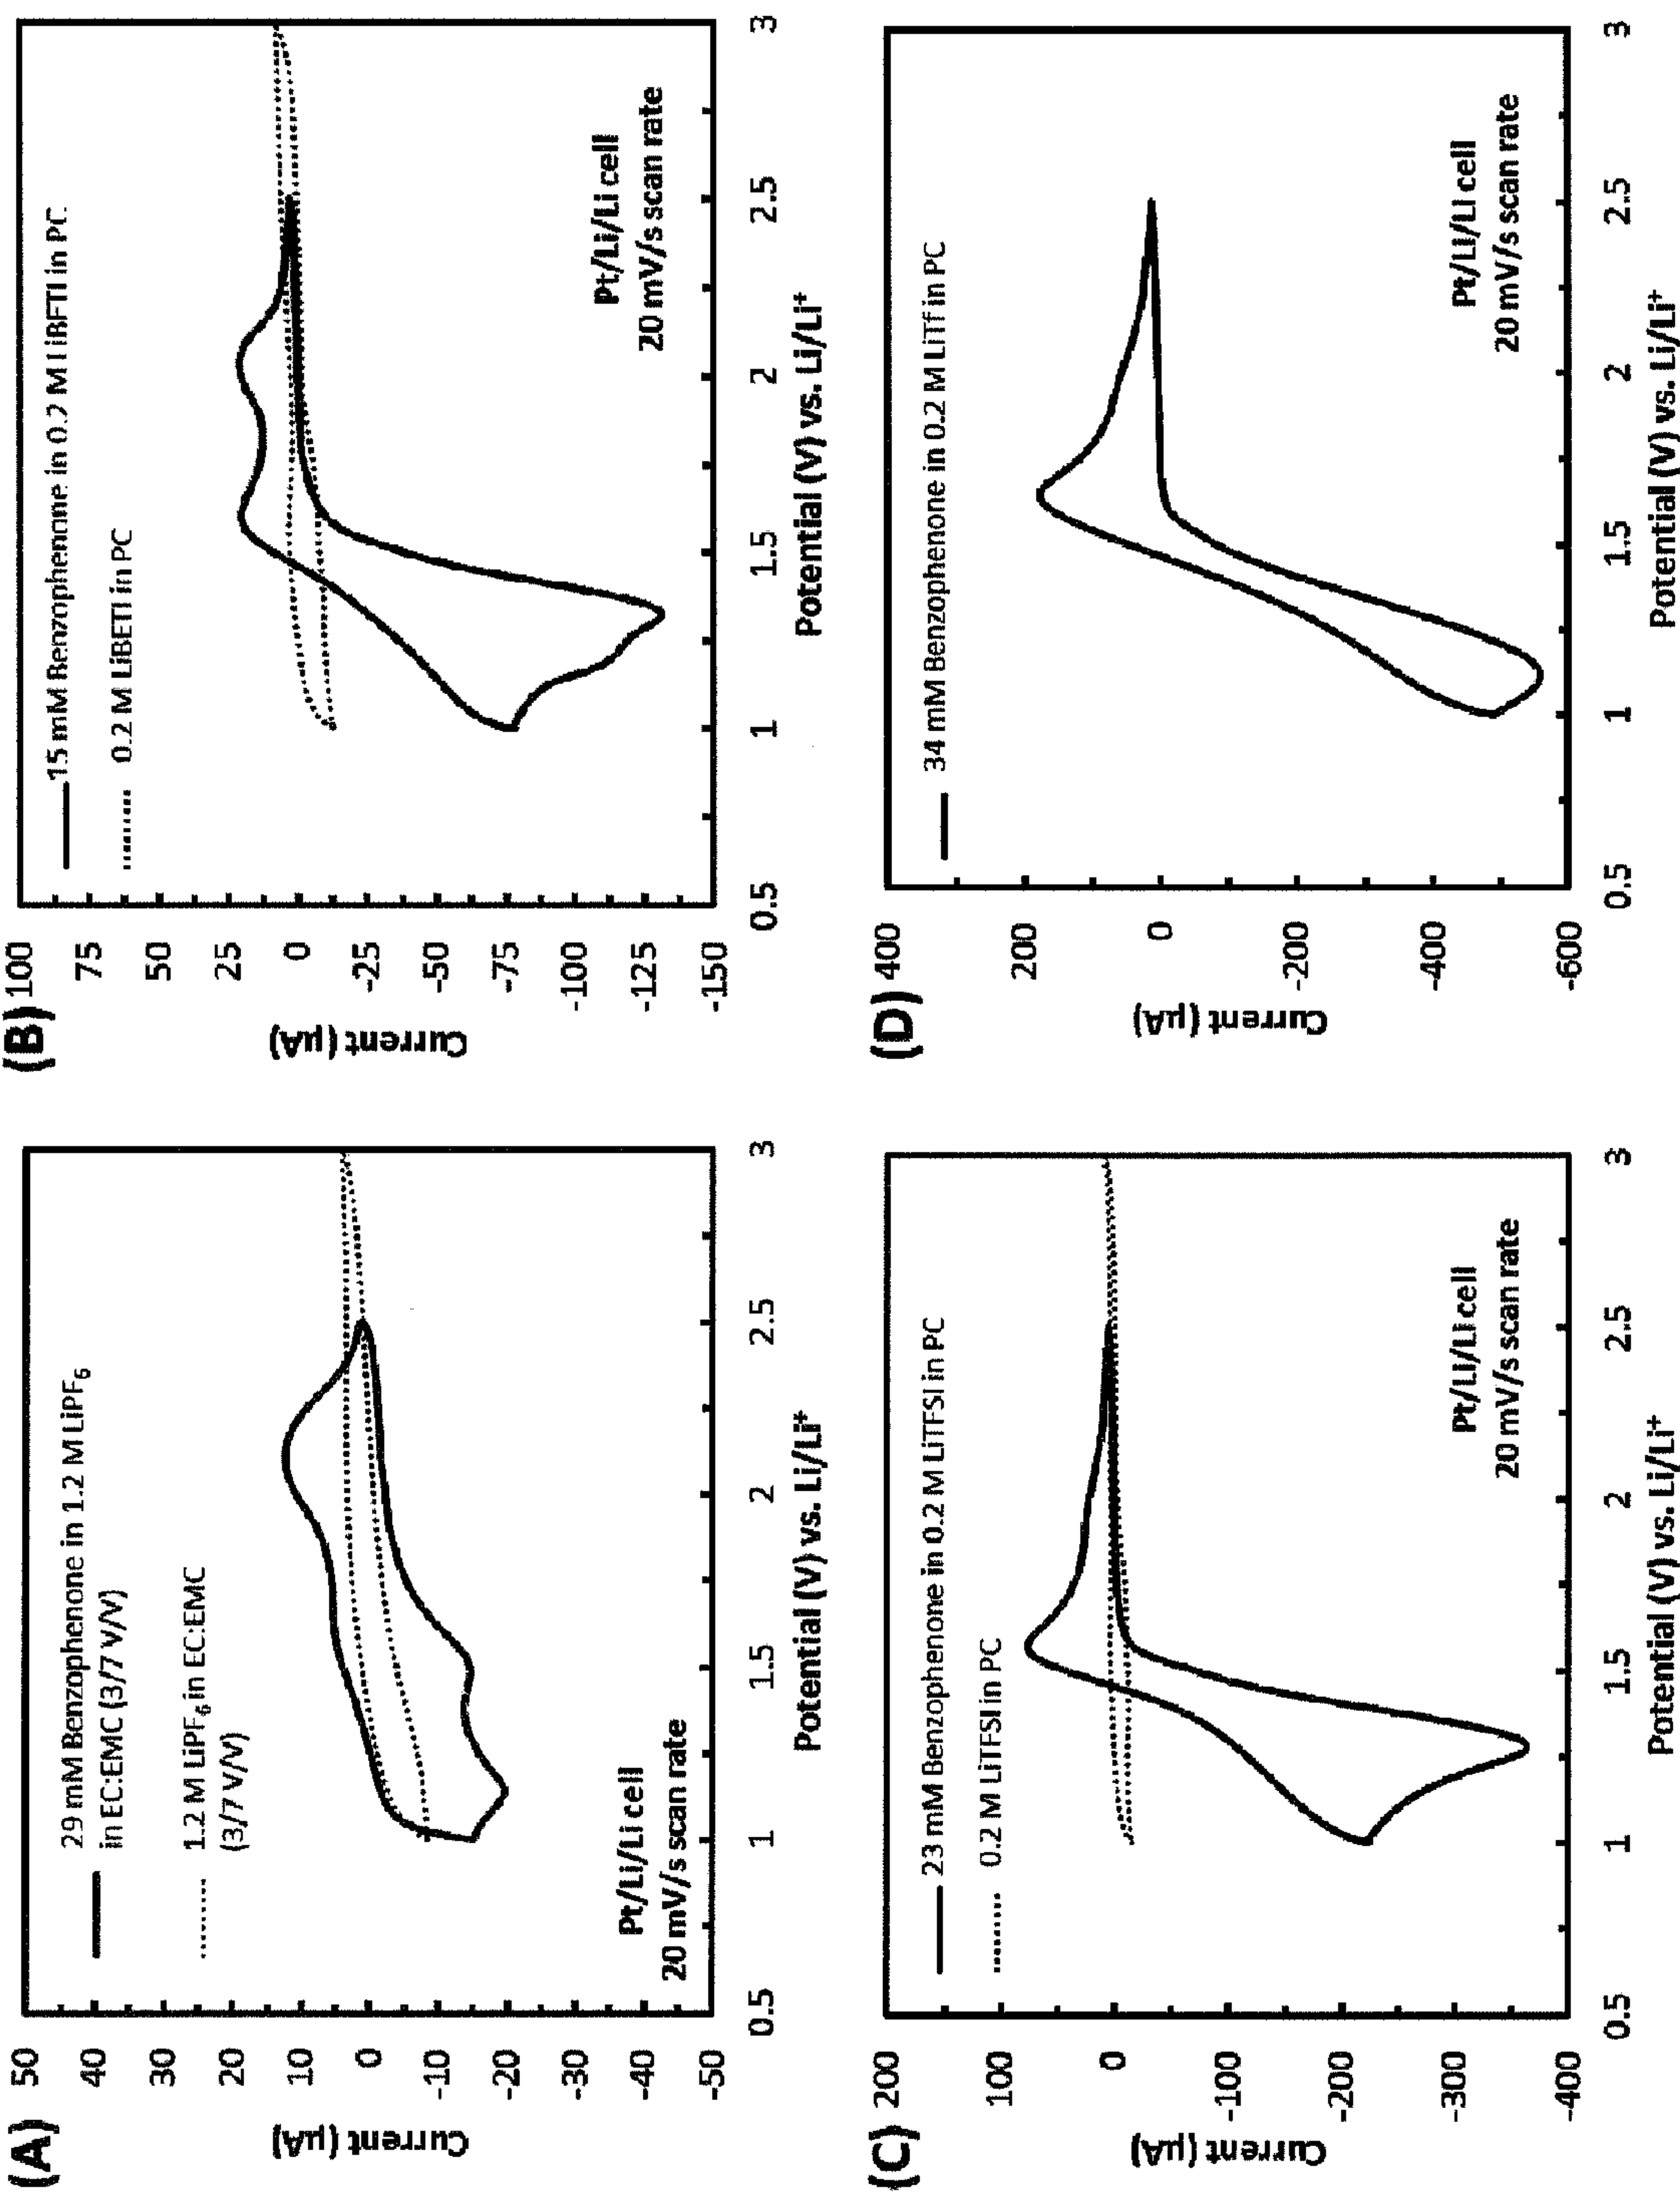 (A)
50
40
30
20
10
0
-10
-20
-30
-40
-50
Current (µA)
29 mM Benzophenone in 1.2 M LiPF₆
in EC:EMC (3/7 V/V)
1.2 M LiPF₆ in EC:EMC
(3/7 V/V)
Pt/Li/Li cell
20 mV/s scan rate
0.5 1 1.5 2 2.5 3
Potential (V) vs. Li/Li⁺
(B)
100
75
50
25
0
-25
-50
-75
-100
-125
-150
Current (µA)
15 mM Benzophenone in 0.2 M LiBETI in PC
0.2 M LiBETI in PC
Pt/Li/Li cell
20 mV/s scan rate
0.5 1 1.5 2 2.5 3
Potential (V) vs. Li/Li⁺
(C)
200
100
0
-100
-200
-300
-400
Current (µA)
23 mM Benzophenone in 0.2 M LiTFSI in PC
0.2 M LiTFSI in PC
Pt/Li/Li cell
20 mV/s scan rate
0.5 1 1.5 2 2.5 3
Potential (V) vs. Li/Li⁺
(D)
400
200
0
-200
-400
-600
Current (µA)
34 mM Benzophenone in 0.2 M LiTf in PC
Pt/Li/Li cell
20 mV/s scan rate
0.5 1 1.5 2 2.5 3
Potential (V) vs. Li/Li⁺